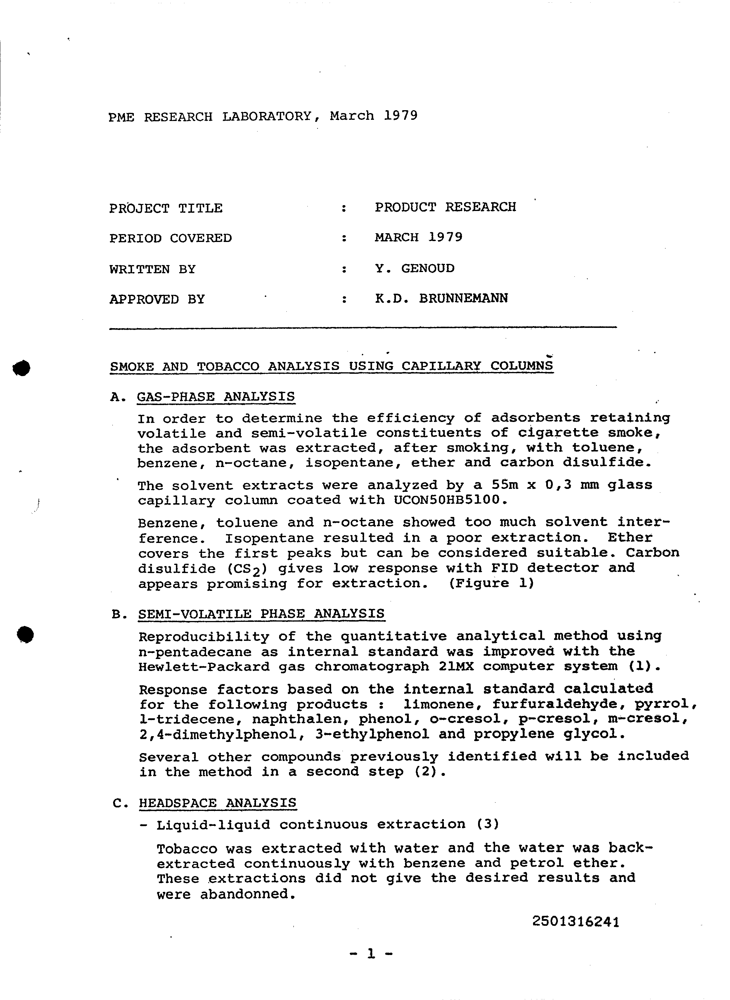 PME RESEARCH LABORATORY, March 1979
PROJECT TITLE : PRODUCT RESEARCH
PERIOD COVERED : MARCH 1979
WRITTEN BY : Y. GENOUD
APPROVED BY : K.D. BRUNNEMANN
SMOKE AND TOBACCO ANALYSIS USING CAPILLARY COLUMNS
A. GAS-PHASE ANALYSIS
In order to determine the efficiency of adsorbents retaining
volatile and semi-volatile constituents of cigarette smoke,
the adsorbent was extracted, after smoking, with toluene,
benzene, n-octane, isopentane, ether and carbon disulfide.
The solvent extracts were analyzed by a 55m x 0,3 mm glass
capillary column coated with UCON50HB5100.
Benzene, toluene and n-octane showed too much solvent inter-
ference. Isopentane resulted in a poor extraction. Ether
covers the first peaks but can be considered suitable. Carbon
disulfide (CS2) gives low response with FID detector and
appears promising for extraction. (Figure 1)
B. SEMI-VOLATILE PHASE ANALYSIS
Reproducibility of the quantitative analytical method using
n-pentadecane as internal standard was improved with the
Hewlett-Packard gas chromatograph 21MX computer system (1).
Response factors based on the internal standard calculated
for the following products : limonene, furfuraldehyde, pyrrol,
1-tridecene, naphthalen, phenol, o-cresol, p-cresol, m-cresol,
2,4-dimethylphenol, 3-ethylphenol and propylene glycol.
Several other compounds previously identified will be included
in the method in a second step (2).
C. HEADSPACE ANALYSIS
- Liquid-liquid continuous extraction (3)
Tobacco was extracted with water and the water was back-
extracted continuously with benzene and petrol ether.
These extractions did not give the desired results and
were abandonned.
2501316241
- 1 -